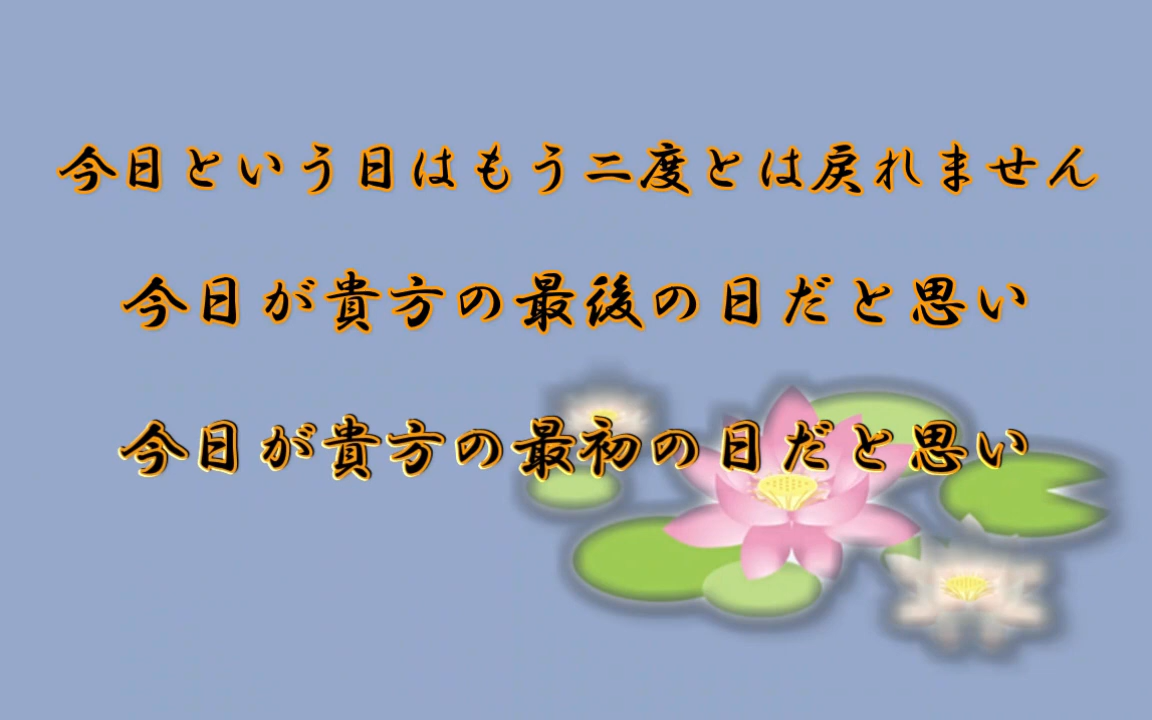 今日という日はもう二度とは戻れません
今日が貴方の最後の日だと思い
今日が貴方の最初の日だと思い